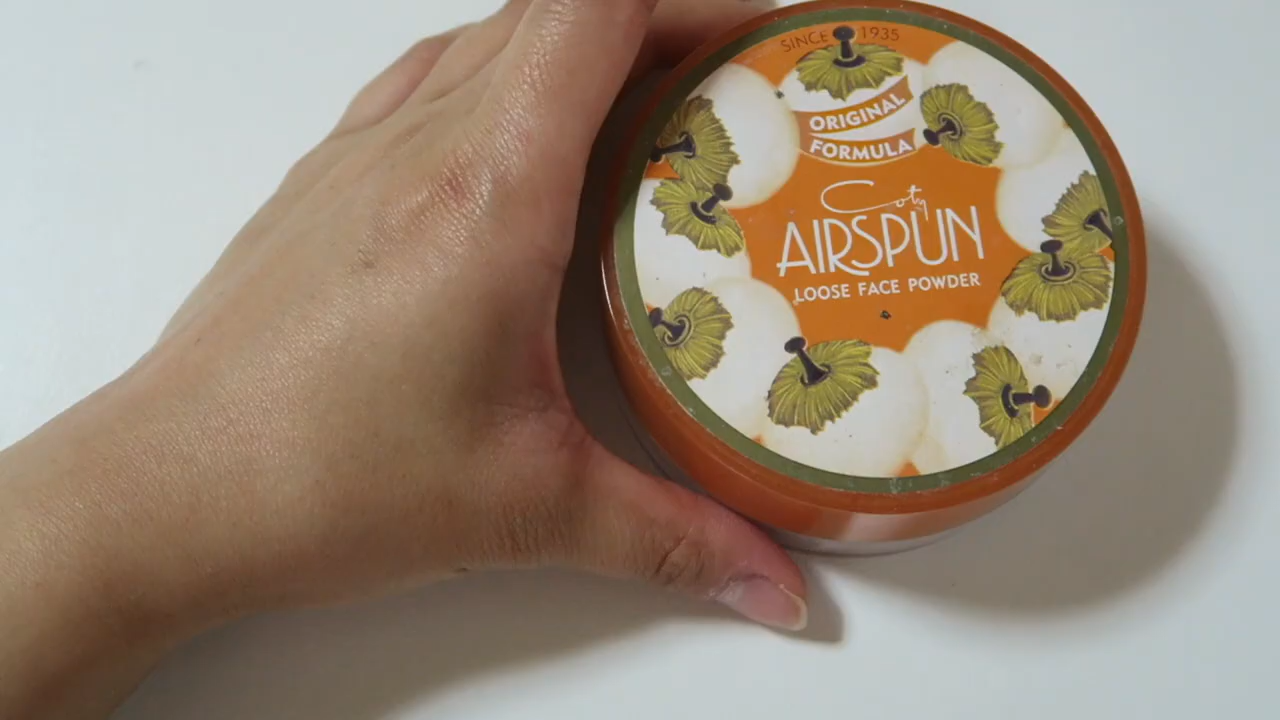 SINCE 1935
ORIGINAL
FORMULA
Coty
AIRSPUN
LOOSE FACE POWDER